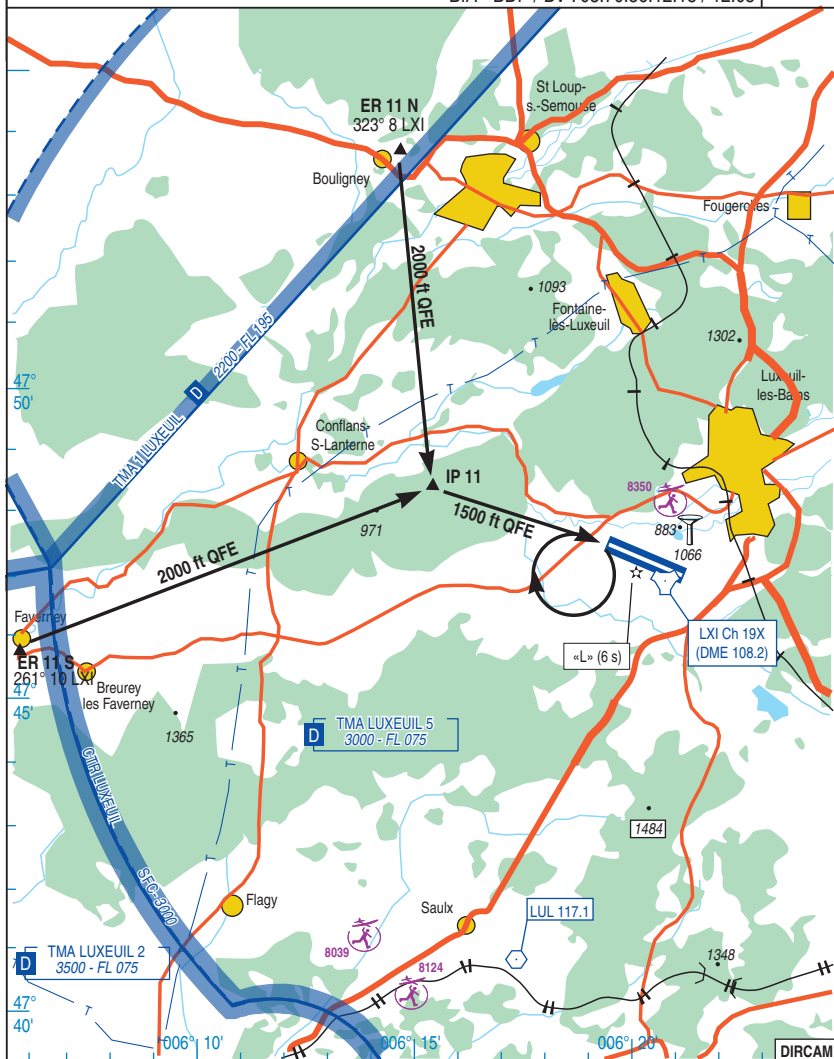 ER 11 N
323° 8 LXI
St Loup-
s.-Semouse
Bouligney
Fougerolles
2000 ft QFE
1093
Fontaine-
lès-Luxeuil
1302
2200 - FL 195
D
TMA 1 LUXEUIL
47°
50'
Luxeuil-
les-Bains
Conflans-
S-Lanterne
IP 11
8350
1500 ft QFE
971
883
1066
2000 ft QFE
Faverney
ER 11 S
261° 10 LXI
Breurey
les Faverney
«L» (6 s)
LXI Ch 19X
(DME 108.2)
47°
45'
1365
D
TMA LUXEUIL 5
3000 - FL 075
CTR LUXEUIL
SFC - 3000
1484
Flagy
Saulx
LUL 117.1
8039
8124
1348
D
TMA LUXEUIL 2
3500 - FL 075
47°
40'
006° 10'
006° 15'
006° 20'
DIRCAM